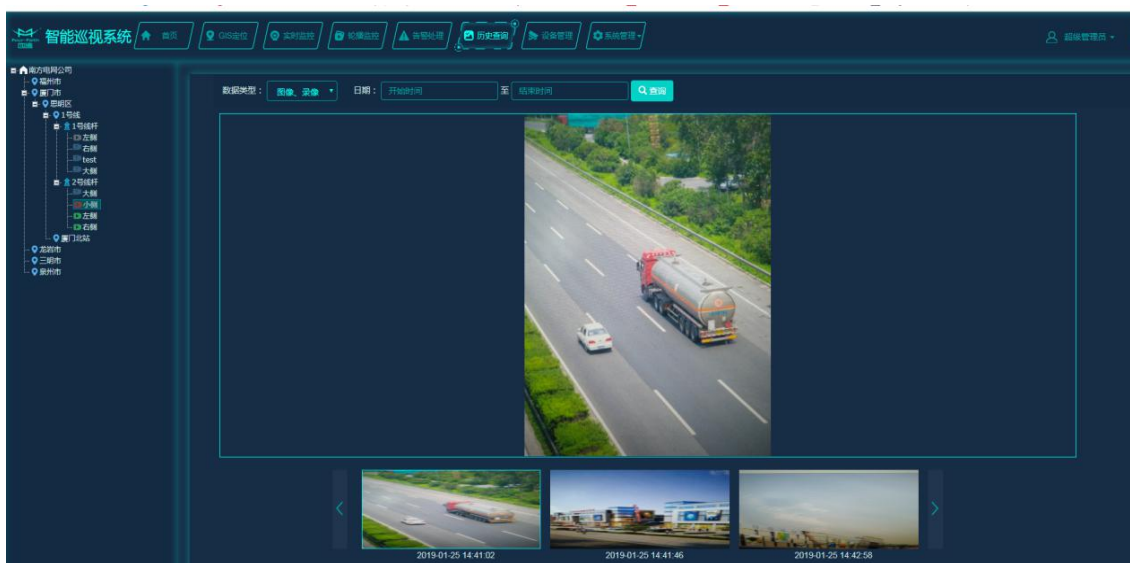 智能巡视系统
首页
GIS定位
实时监控
轮播监控
告警处理
历史查询
设备管理
系统管理
超级管理员
南方电网公司
福州市
厦门市
思明区
1号线
1号线杆
左侧
右侧
test
大侧
2号线杆
大侧
小侧
左侧
右侧
厦门北站
龙岩市
三明市
泉州市
数据类型：
图像、录像
日期：
开始时间
至
结束时间
查询
2019-01-25 14:41:02
2019-01-25 14:41:46
2019-01-25 14:42:58